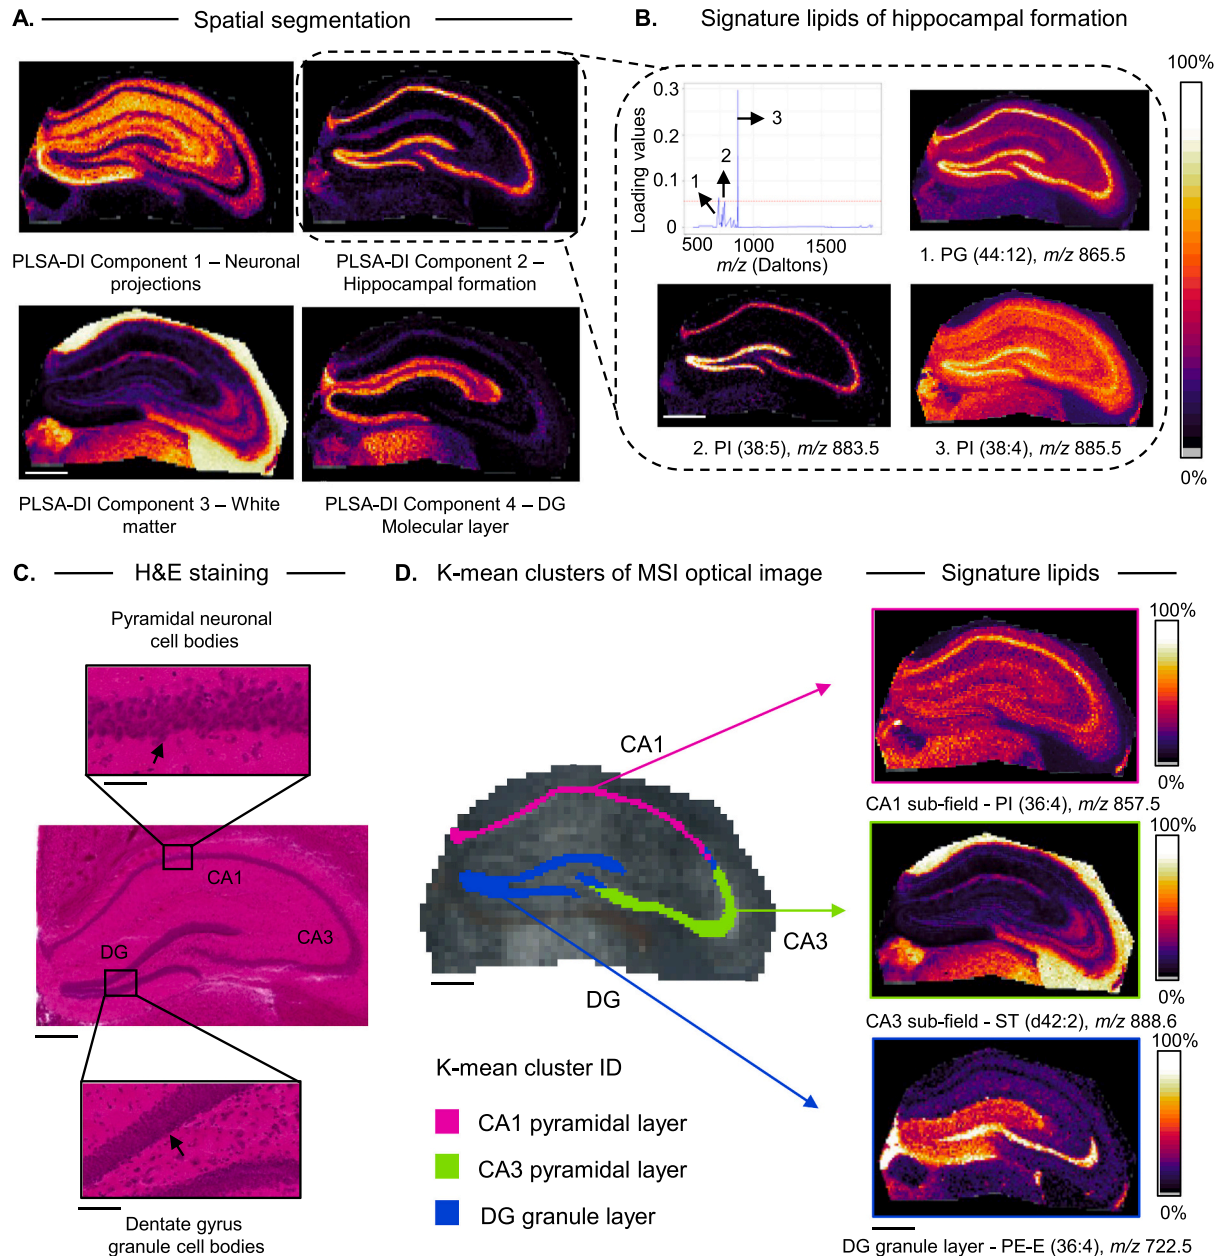 A.
Spatial segmentation
PLSA-DI Component 1 – Neuronal
projections
PLSA-DI Component 2 –
Hippocampal formation
PLSA-DI Component 3 – White
matter
PLSA-DI Component 4 – DG
Molecular layer
B.
Signature lipids of hippocampal formation
Loading values
0.3
0.2
0.1
0
500
1000
1500
m/z (Daltons)
1
2
3
1. PG (44:12), m/z 865.5
2. PI (38:5), m/z 883.5
3. PI (38:4), m/z 885.5
100%
0%
C.
H&E staining
Pyramidal neuronal
cell bodies
CA1
CA3
DG
Dentate gyrus
granule cell bodies
D.
K-mean clusters of MSI optical image
CA1
CA3
DG
K-mean cluster ID
CA1 pyramidal layer
CA3 pyramidal layer
DG granule layer
Signature lipids
100%
0%
CA1 sub-field - PI (36:4), m/z 857.5
100%
0%
CA3 sub-field - ST (d42:2), m/z 888.6
100%
0%
DG granule layer - PE-E (36:4), m/z 722.5